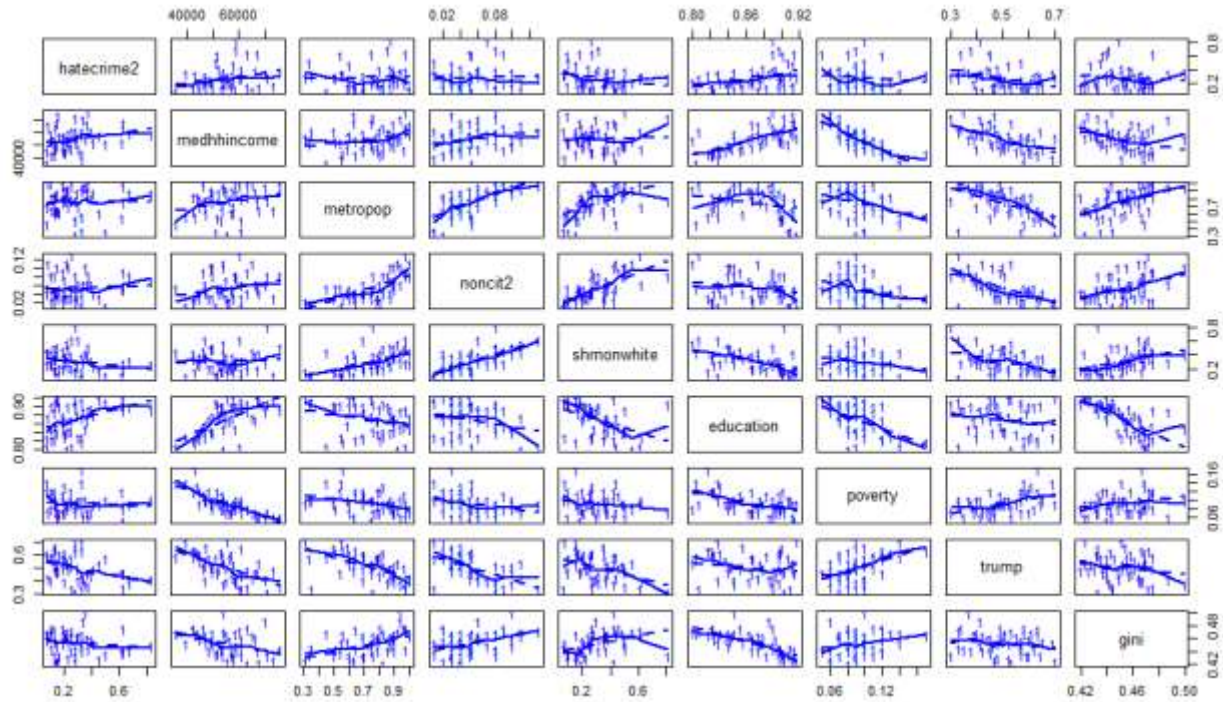 40000 60000 0.02 0.08 0.80 0.86 0.92 0.3 0.5 0.7
hatecrime2 0.2 0.8
40000 medhhincome
metropop 0.3 0.7
0.02 0.12 noncit2
shmonwhite 0.2 0.8
0.80 0.90 education
poverty 0.06 0.16
0.3 0.6 trump
gini 0.42 0.48
0.2 0.6 0.3 0.5 0.7 0.9 0.2 0.6 0.06 0.12 0.42 0.46 0.50